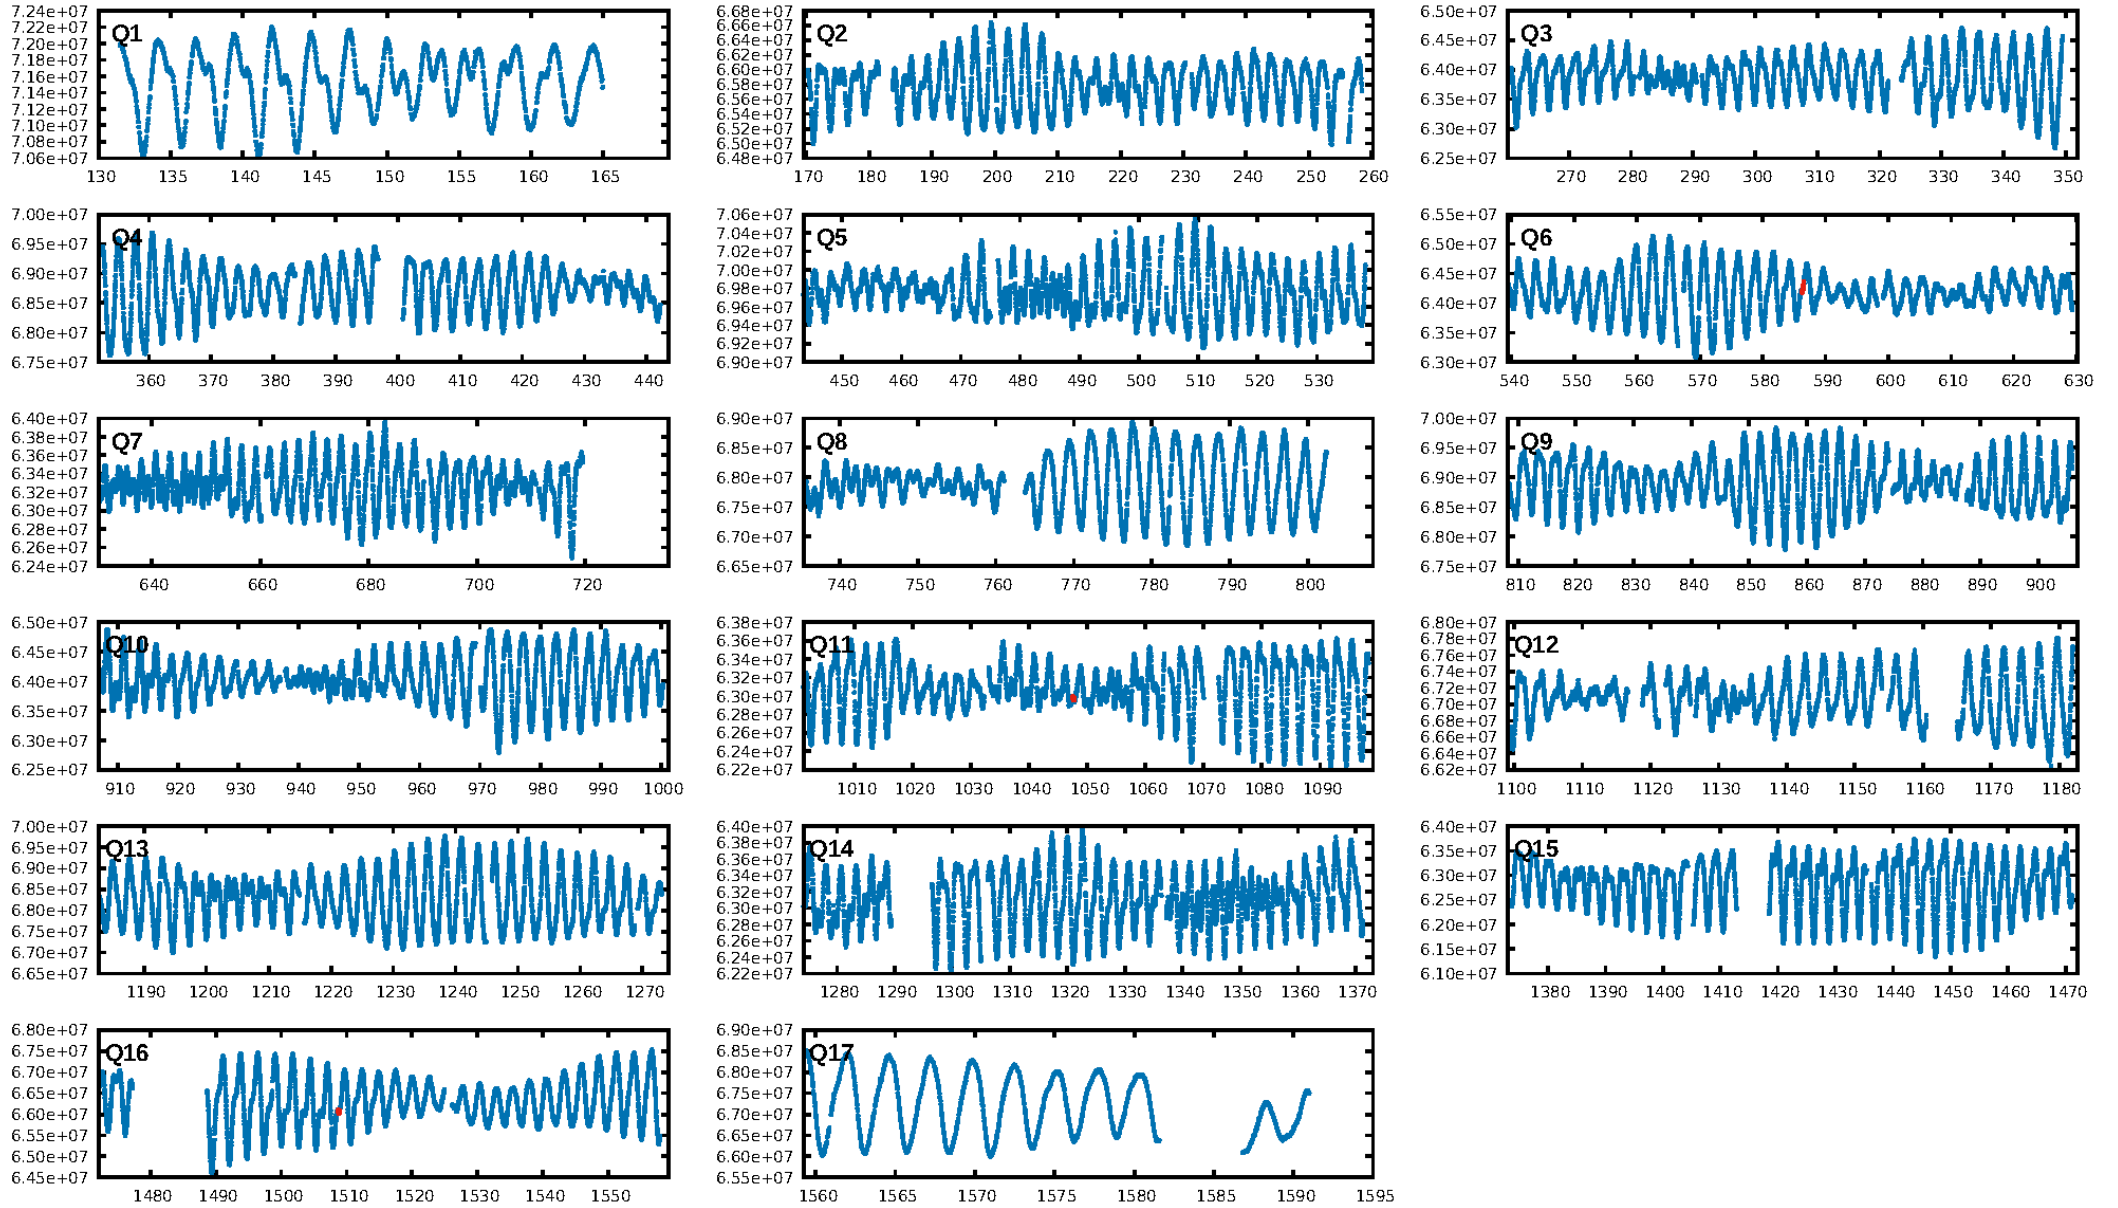 7.24e+07
7.22e+07
7.20e+07
7.18e+07
7.16e+07
7.14e+07
7.11e+07
7.10e+07
7.08e+07
7.06e+07
Q1
130 135 140 145 150 155 160 165
6.68e+07
6.66e+07
6.64e+07
6.62e+07
6.60e+07
6.58e+07
6.56e+07
6.54e+07
6.52e+07
6.50e+07
6.48e+07
Q2
170 180 190 200 210 220 230 240 250 260
6.50e+07
6.45e+07
6.40e+07
6.35e+07
6.30e+07
6.25e+07
Q3
270 280 290 300 310 320 330 340 350
7.00e+07
6.95e+07
6.90e+07
6.85e+07
6.80e+07
6.75e+07
Q4
360 370 380 390 400 410 420 430 440
7.06e+07
7.04e+07
7.02e+07
7.00e+07
6.98e+07
6.96e+07
6.94e+07
6.92e+07
6.90e+07
Q5
450 460 470 480 490 500 510 520 530
6.55e+07
6.50e+07
6.45e+07
6.40e+07
6.35e+07
6.30e+07
Q6
540 550 560 570 580 590 600 610 620 630
6.40e+07
6.38e+07
6.36e+07
6.34e+07
6.32e+07
6.30e+07
6.28e+07
6.26e+07
6.24e+07
Q7
640 660 680 700 720
6.90e+07
6.85e+07
6.80e+07
6.75e+07
6.70e+07
6.65e+07
Q8
740 750 760 770 780 790 800
7.00e+07
6.95e+07
6.90e+07
6.85e+07
6.80e+07
6.75e+07
Q9
810 820 830 840 850 860 870 880 890 900
6.50e+07
6.45e+07
6.40e+07
6.35e+07
6.30e+07
6.25e+07
Q10
910 920 930 940 950 960 970 980 990 1000
6.38e+07
6.36e+07
6.34e+07
6.32e+07
6.30e+07
6.28e+07
6.26e+07
6.24e+07
6.22e+07
Q11
1010 1020 1030 1040 1050 1060 1070 1080 1090
6.80e+07
6.78e+07
6.76e+07
6.74e+07
6.72e+07
6.70e+07
6.68e+07
6.66e+07
6.64e+07
6.62e+07
Q12
1100 1110 1120 1130 1140 1150 1160 1170 1180
7.00e+07
6.95e+07
6.90e+07
6.85e+07
6.80e+07
6.75e+07
6.70e+07
6.65e+07
Q13
1190 1200 1210 1220 1230 1240 1250 1260 1270
6.40e+07
6.38e+07
6.36e+07
6.34e+07
6.32e+07
6.30e+07
6.28e+07
6.26e+07
6.24e+07
6.22e+07
Q14
1280 1290 1300 1310 1320 1330 1340 1350 1360 1370
6.40e+07
6.35e+07
6.30e+07
6.25e+07
6.20e+07
6.15e+07
6.10e+07
Q15
1380 1390 1400 1410 1420 1430 1440 1450 1460 1470
6.80e+07
6.75e+07
6.70e+07
6.65e+07
6.60e+07
6.55e+07
6.50e+07
6.45e+07
Q16
1480 1490 1500 1510 1520 1530 1540 1550
6.90e+07
6.85e+07
6.80e+07
6.75e+07
6.70e+07
6.65e+07
6.60e+07
6.55e+07
Q17
1560 1565 1570 1575 1580 1585 1590 1595